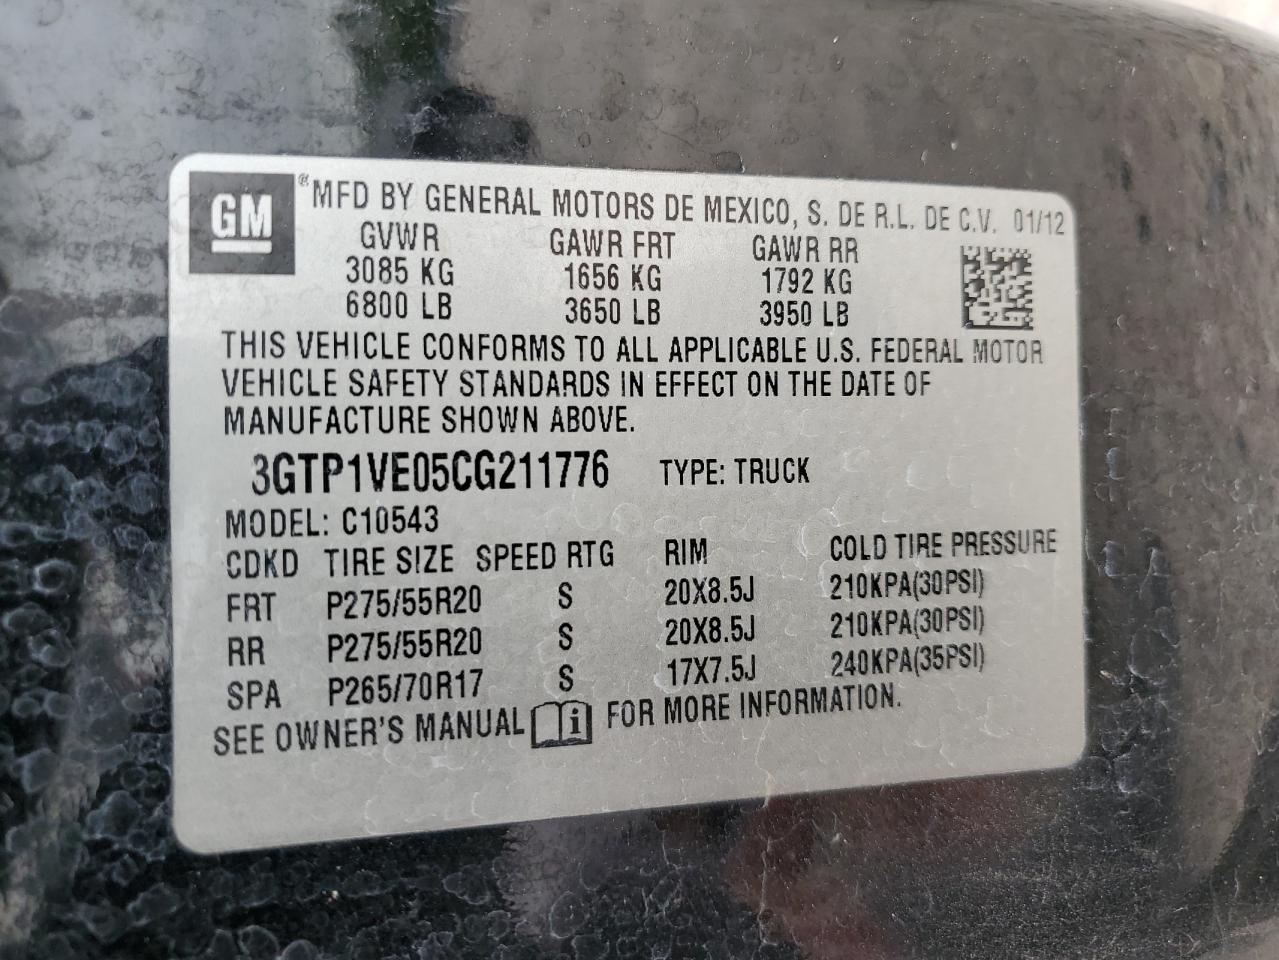 GM ® MFD BY GENERAL MOTORS DE MEXICO, S. DE R.L. DE C.V. 01/12
GVWR GAWR FRT GAWR RR
3085 KG 1656 KG 1792 KG
6800 LB 3650 LB 3950 LB
THIS VEHICLE CONFORMS TO ALL APPLICABLE U.S. FEDERAL MOTOR
VEHICLE SAFETY STANDARDS IN EFFECT ON THE DATE OF
MANUFACTURE SHOWN ABOVE.
3GTP1VE05CG211776 TYPE: TRUCK
MODEL: C10543
CDKD TIRE SIZE SPEED RTG RIM COLD TIRE PRESSURE
FRT P275/55R20 S 20X8.5J 210KPA(30PSI)
RR P275/55R20 S 20X8.5J 210KPA(30PSI)
SPA P265/70R17 S 17X7.5J 240KPA(35PSI)
SEE OWNER'S MANUAL i FOR MORE INFORMATION.